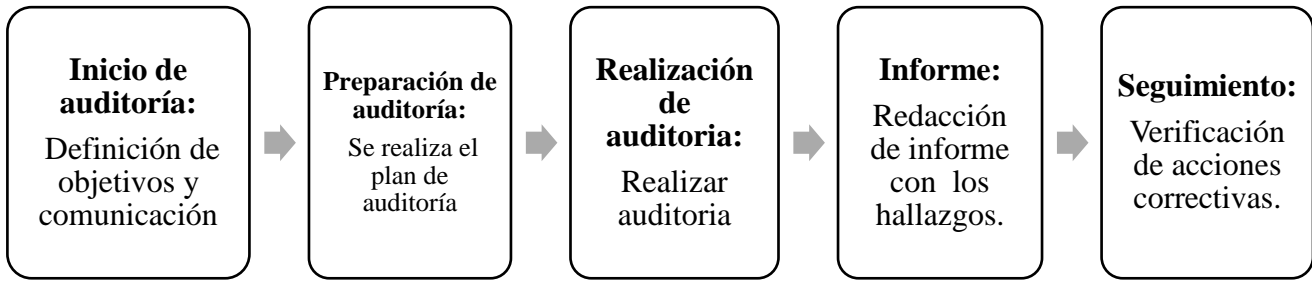 Inicio de
auditoría:
Definición de
objetivos y
comunicación
Preparación de
auditoría:
Se realiza el
plan de
auditoría
Realización
de
auditoria:
Realizar
auditoria
Informe:
Redacción
de informe
con los
hallazgos.
Seguimiento:
Verificación
de acciones
correctivas.